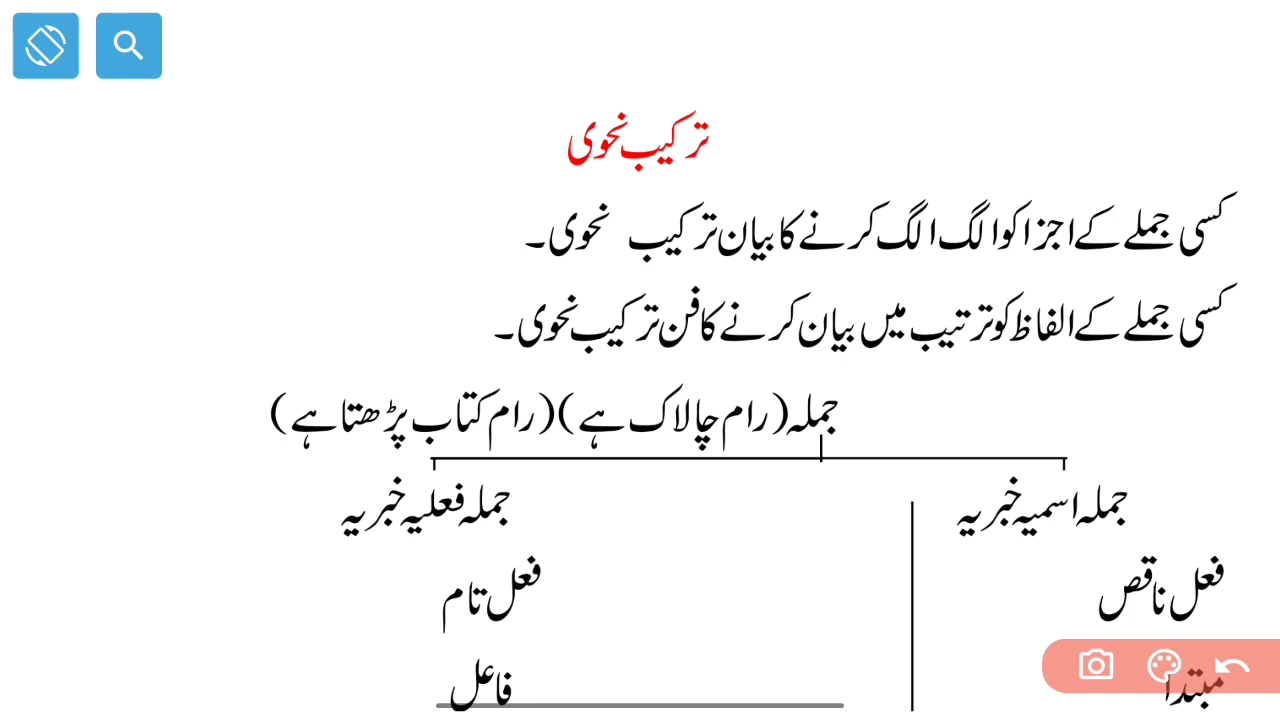 ترکیب نحوی
کسی جملے کے اجزا کو الگ الگ کرنے کا بیان ترکیب نحوی۔
کسی جملے کے الفاظ کو ترتیب میں بیان کرنے کا فن ترکیب نحوی۔
جملہ (رام چالاک ہے) (رام کتاب پڑھتا ہے)
جملہ اسمیہ خبریہ
فعل ناقص
مبتدا
جملہ فعلیہ خبریہ
فعل تام
فاعل